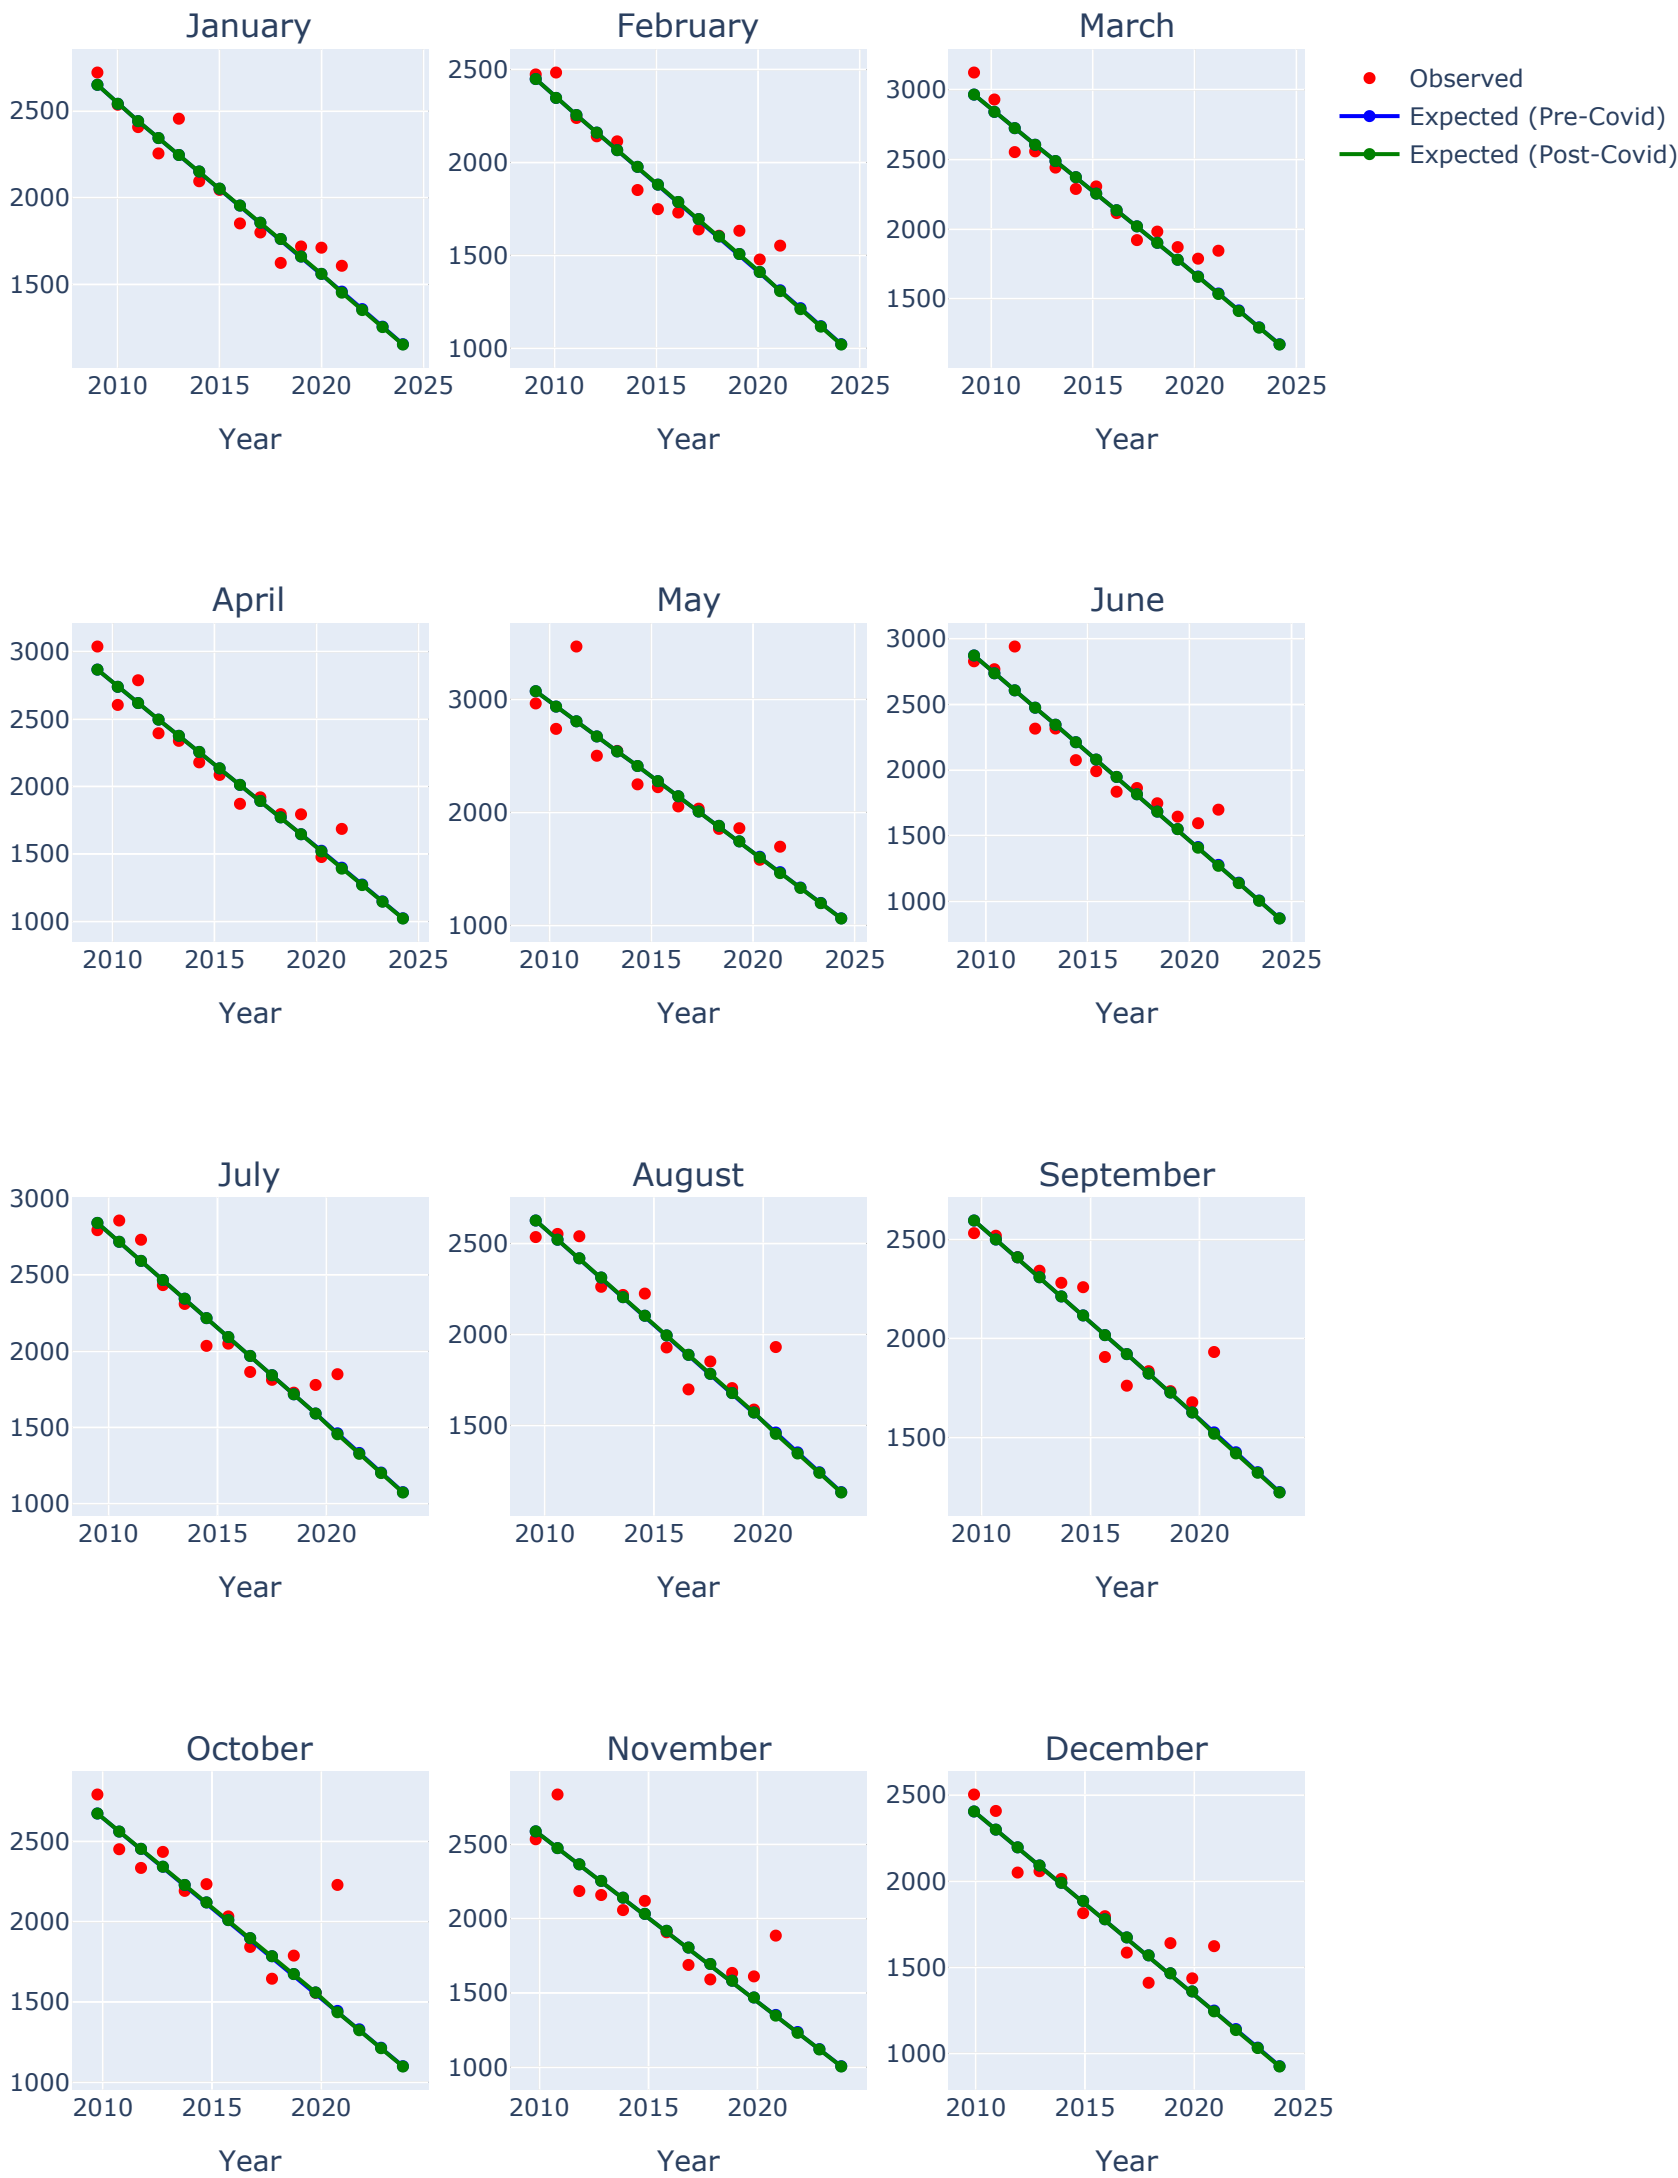 January February March
2500
2000
1500
2010 2015 2020 2025
Year
2500
2000
1500
1000
2010 2015 2020 2025
Year
3000
2500
2000
1500
2010 2015 2020 2025
Year
Observed
Expected (Pre-Covid)
Expected (Post-Covid)
April May June
3000
2500
2000
1500
1000
2010 2015 2020 2025
Year
3000
2000
1000
2010 2015 2020 2025
Year
3000
2500
2000
1500
1000
2010 2015 2020 2025
Year
July August September
3000
2500
2000
1500
1000
2010 2015 2020
Year
2500
2000
1500
2010 2015 2020
Year
2500
2000
1500
2010 2015 2020
Year
October November December
2500
2000
1500
1000
2010 2015 2020
Year
2500
2000
1500
1000
2010 2015 2020
Year
2500
2000
1500
1000
2010 2015 2020 2025
Year